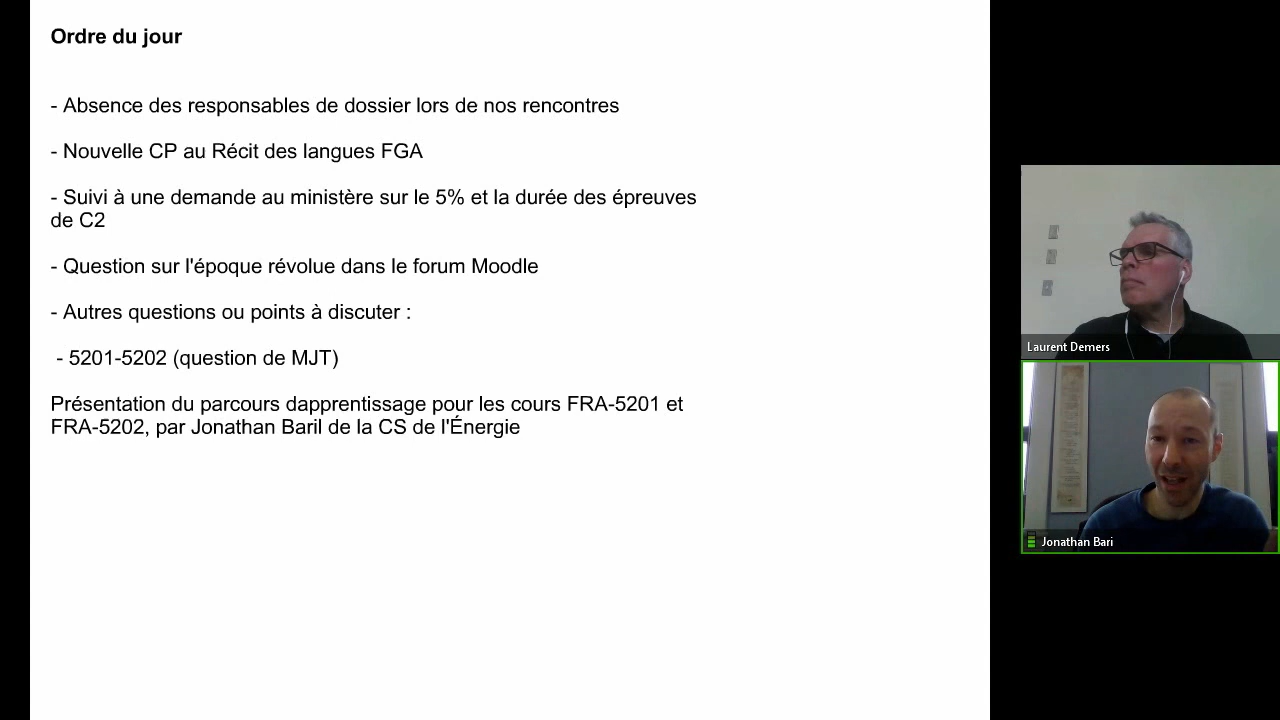 Ordre du jour
- Absence des responsables de dossier lors de nos rencontres
- Nouvelle CP au Récit des langues FGA
- Suivi à une demande au ministère sur le 5% et la durée des épreuves
de C2
- Question sur l'époque révolue dans le forum Moodle
- Autres questions ou points à discuter :
- 5201-5202 (question de MJT)
Présentation du parcours dapprentissage pour les cours FRA-5201 et
FRA-5202, par Jonathan Baril de la CS de l'Énergie
Laurent Demers
Jonathan Bari